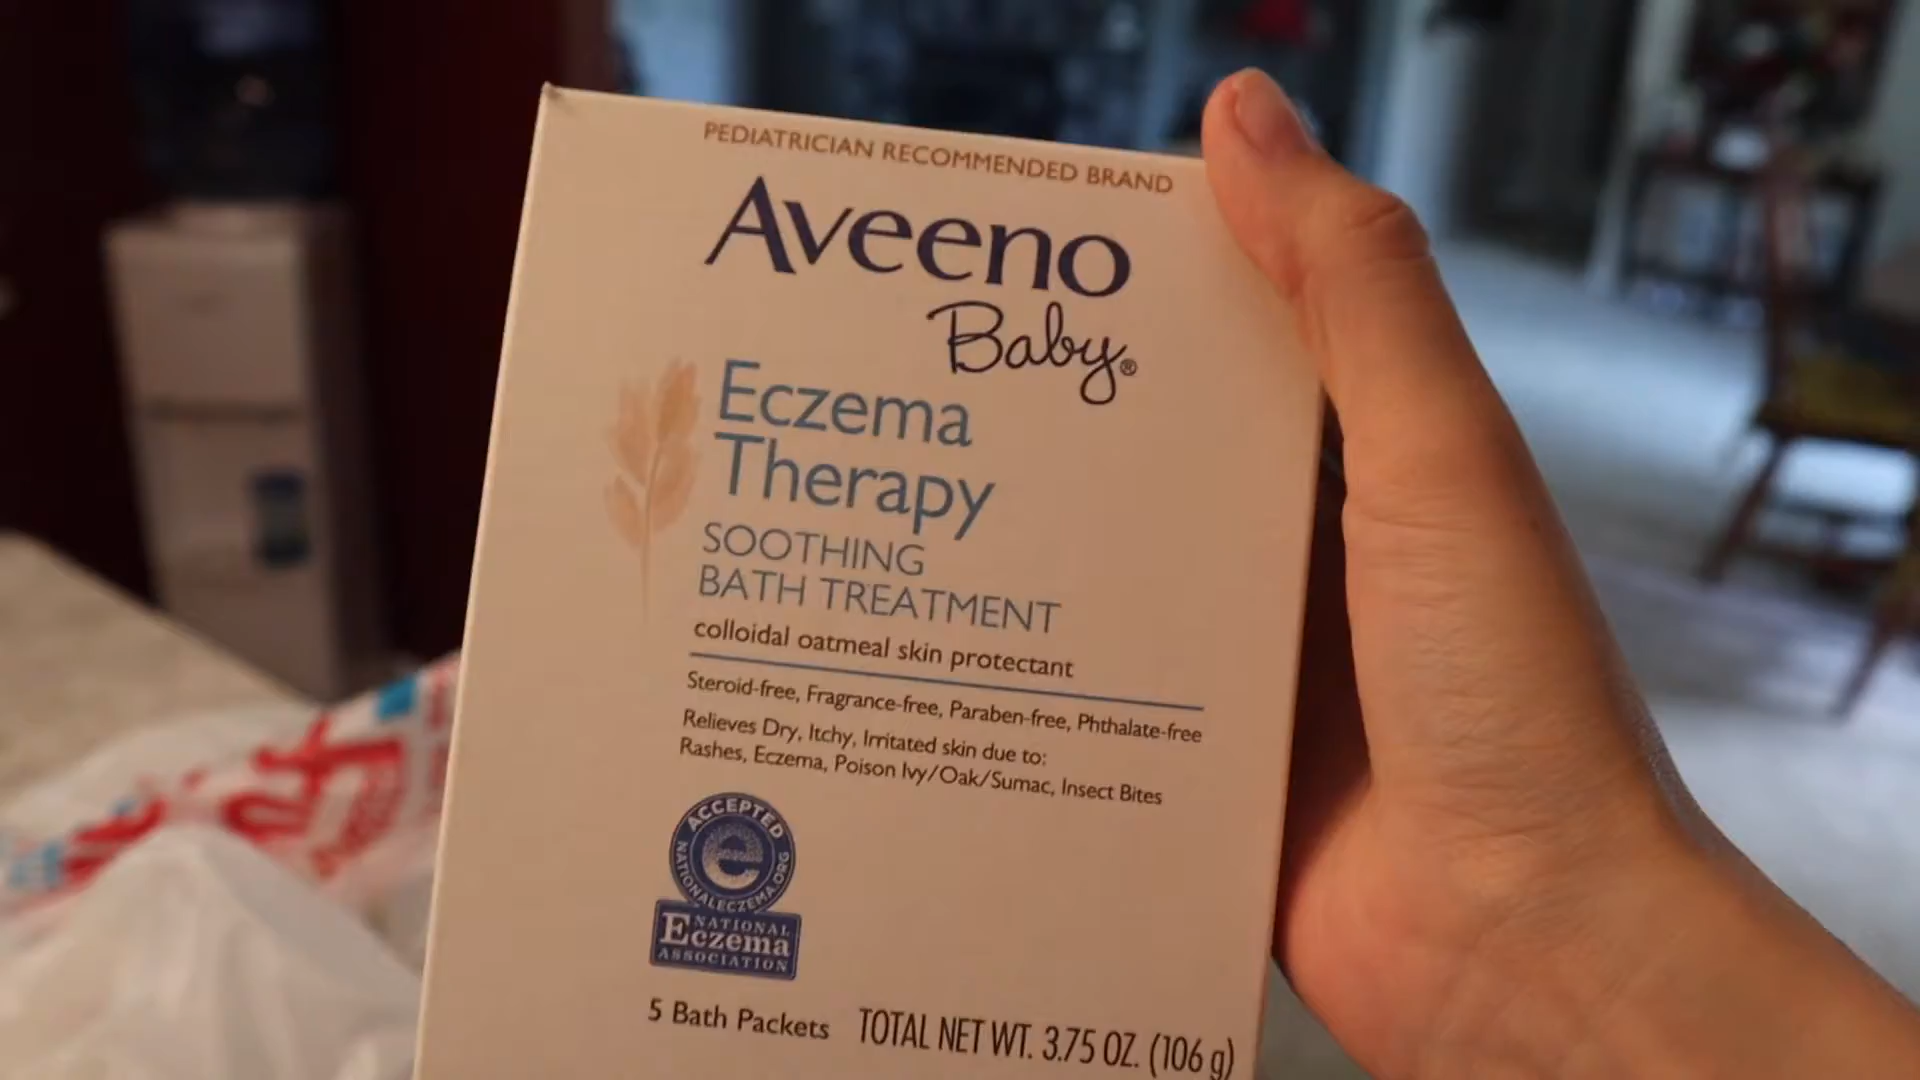 PEDIATRICIAN RECOMMENDED BRAND
Aveeno
Baby®
Eczema
Therapy
SOOTHING
BATH TREATMENT
colloidal oatmeal skin protectant
Steroid-free, Fragrance-free, Paraben-free, Phthalate-free
Relieves Dry, Itchy, Irritated skin due to:
Rashes, Eczema, Poison Ivy/Oak/Sumac, Insect Bites
ACCEPTED
NATIONALECZEMA.ORG
NATIONAL
Eczema
ASSOCIATION
5 Bath Packets TOTAL NET WT. 3.75 OZ. (106 g)